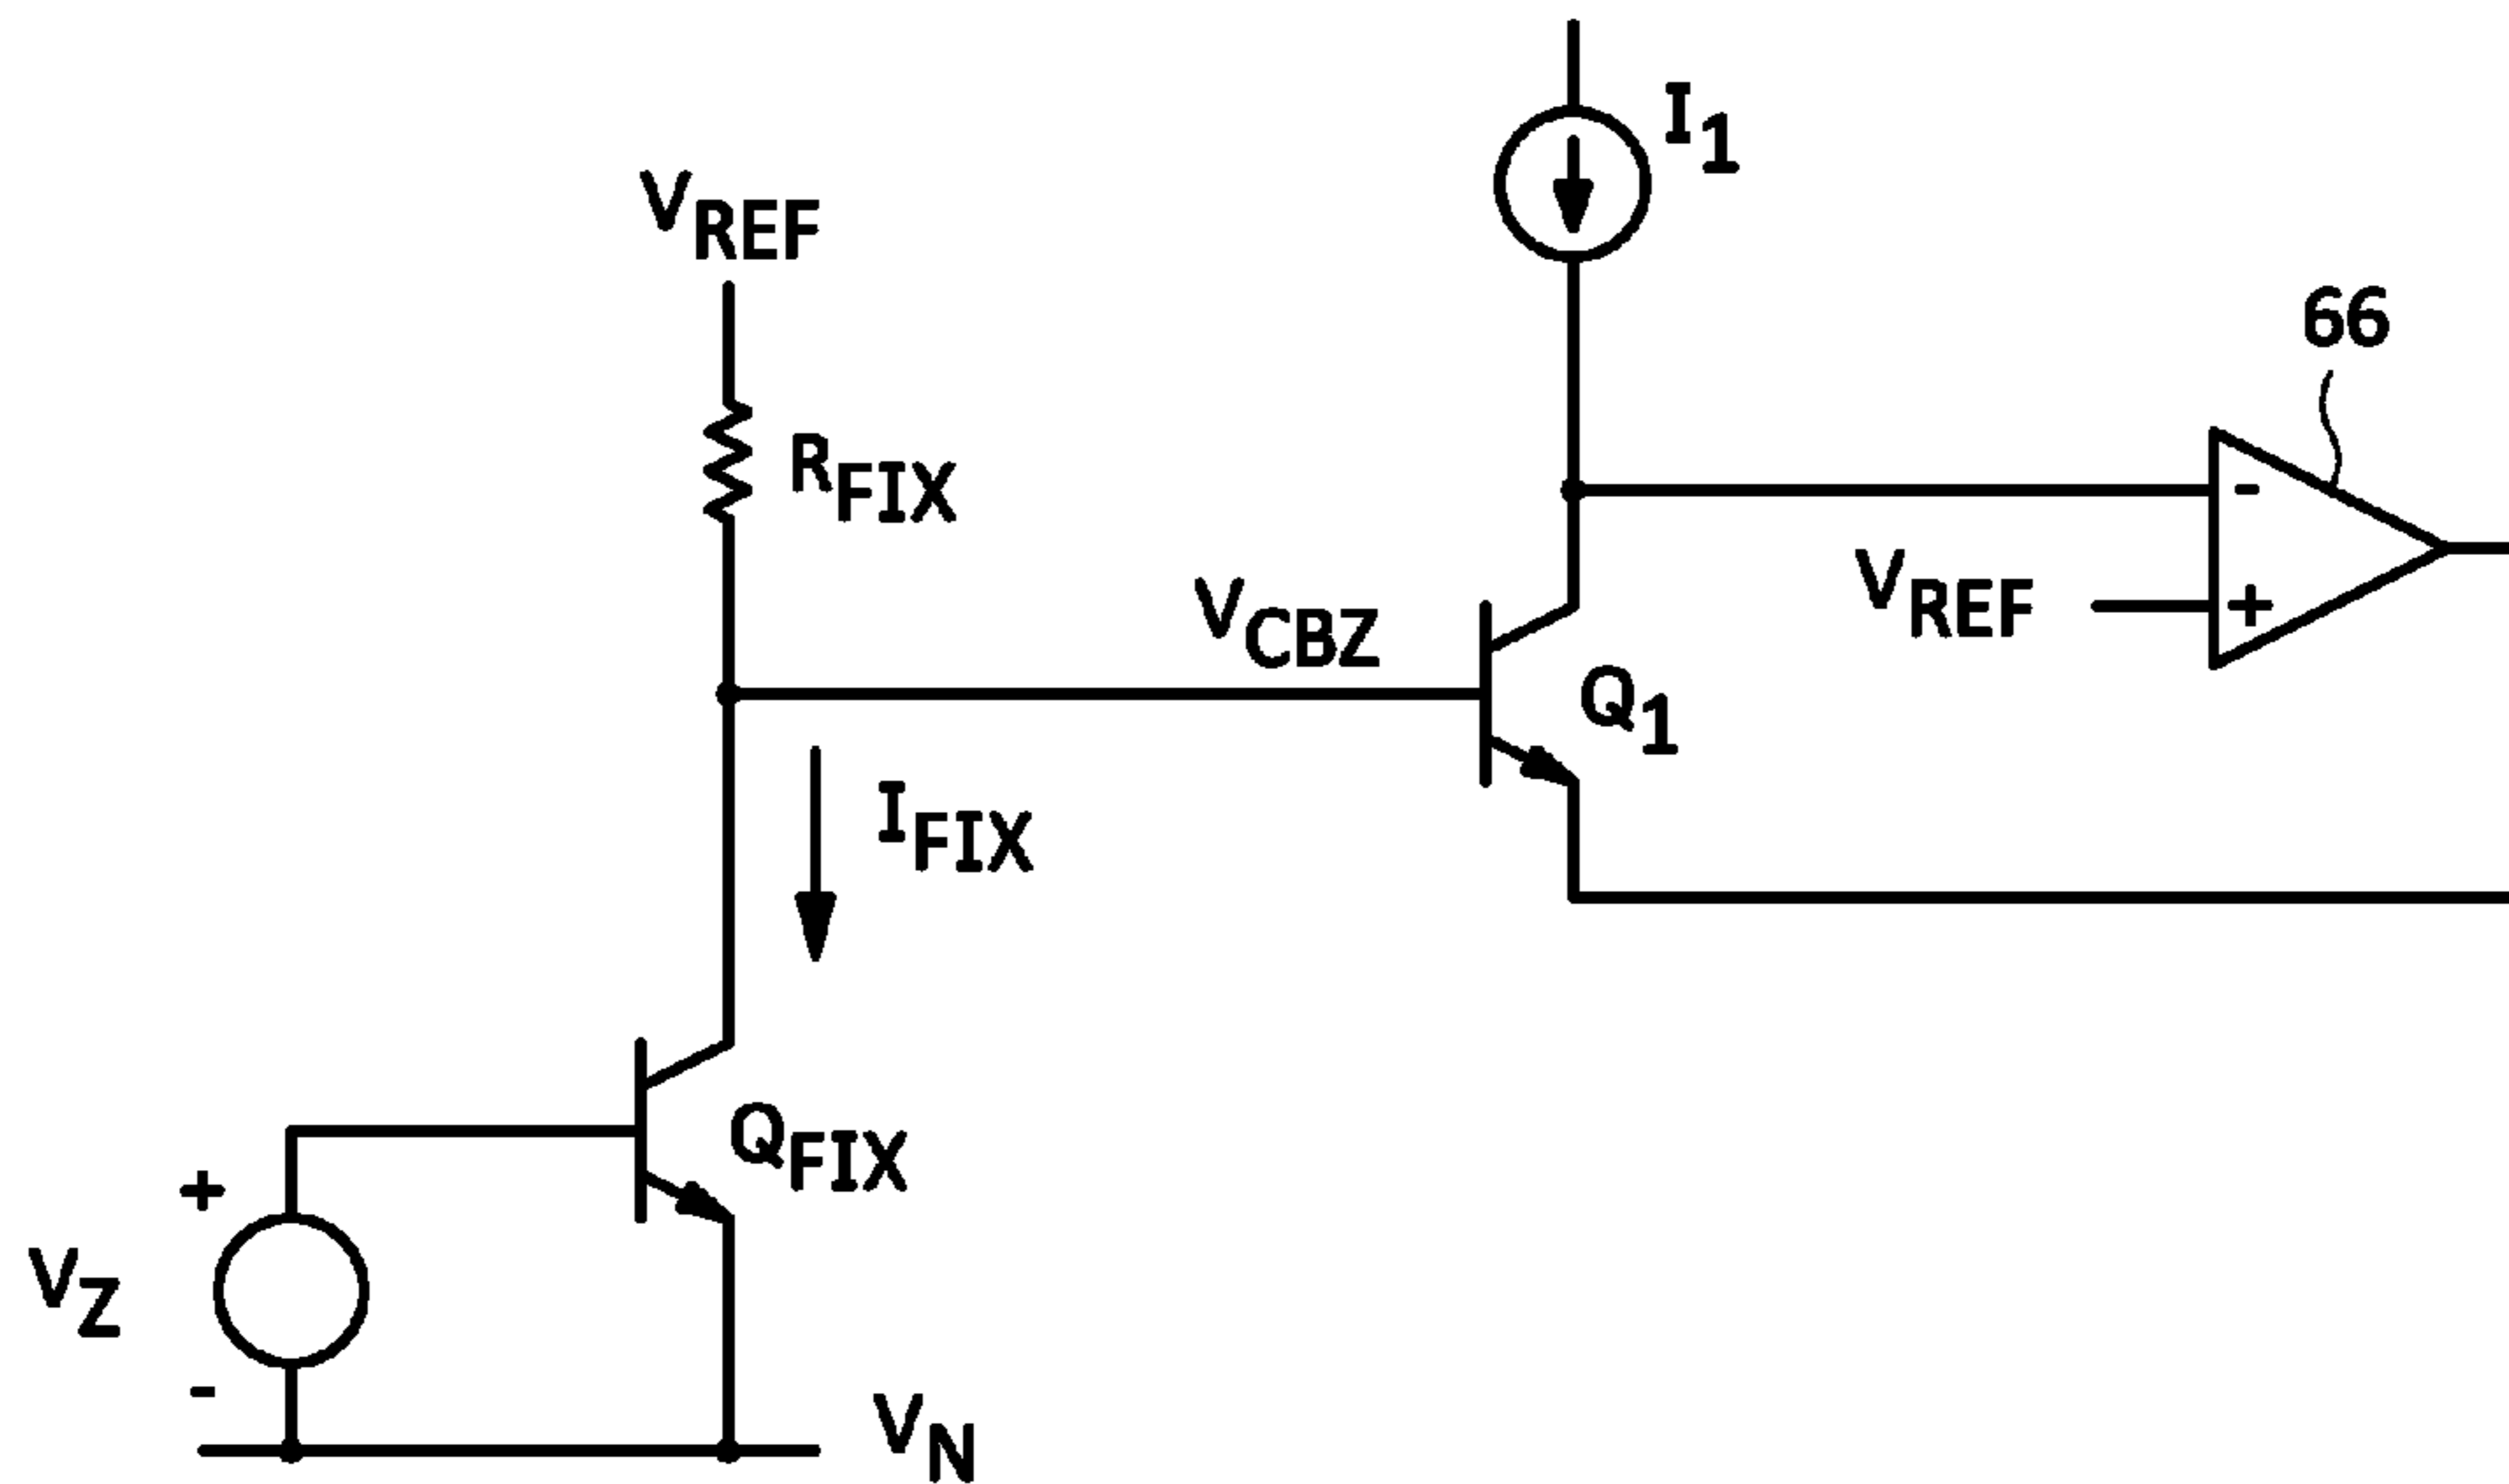 I1
VREF
66
RFIX
VREF
VCBZ
-
+
Q1
IFIX
QFIX
+
VZ
-
VN